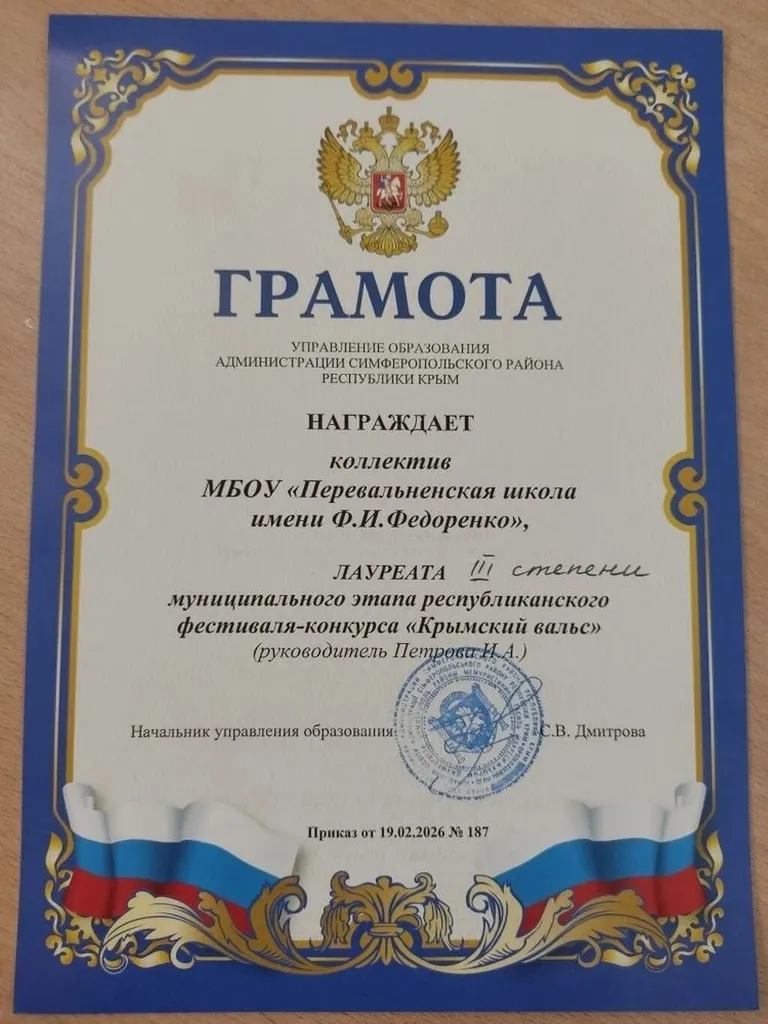 ГРАМОТА
УПРАВЛЕНИЕ ОБРАЗОВАНИЯ
АДМИНИСТРАЦИИ СИМФЕРОПОЛЬСКОГО РАЙОНА
РЕСПУБЛИКИ КРЫМ
НАГРАЖДАЕТ
коллектив
МБОУ «Перевальненская школа
имени Ф.И.Федоренко»,
ЛАУРЕАТА III степени
муниципального этапа республиканского
фестиваля-конкурса «Крымский вальс»
(руководитель Петрова И.А.)
Начальник управления образования С.В. Дмитрова
Приказ от 19.02.2026 № 187